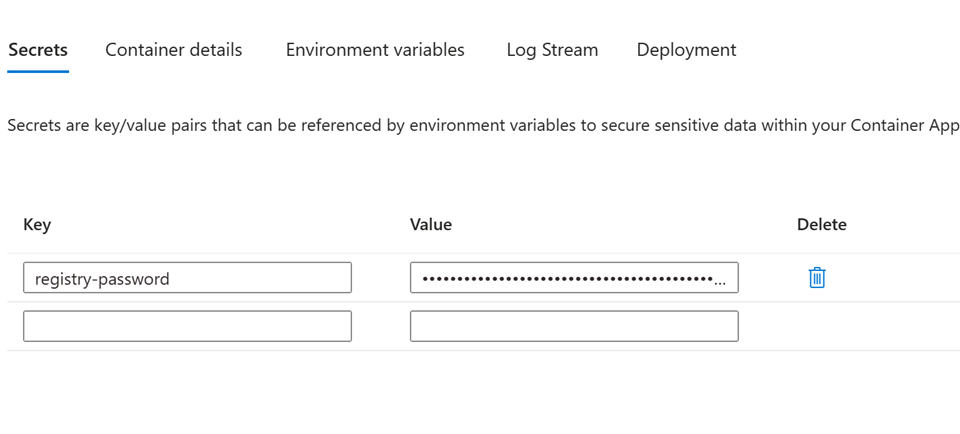 Secrets Container details Environment variables Log Stream Deployment
Secrets are key/value pairs that can be referenced by environment variables to secure sensitive data within your Container App
Key Value Delete
registry-password ••••••••••••••••••••••••••••••••••••••••••...